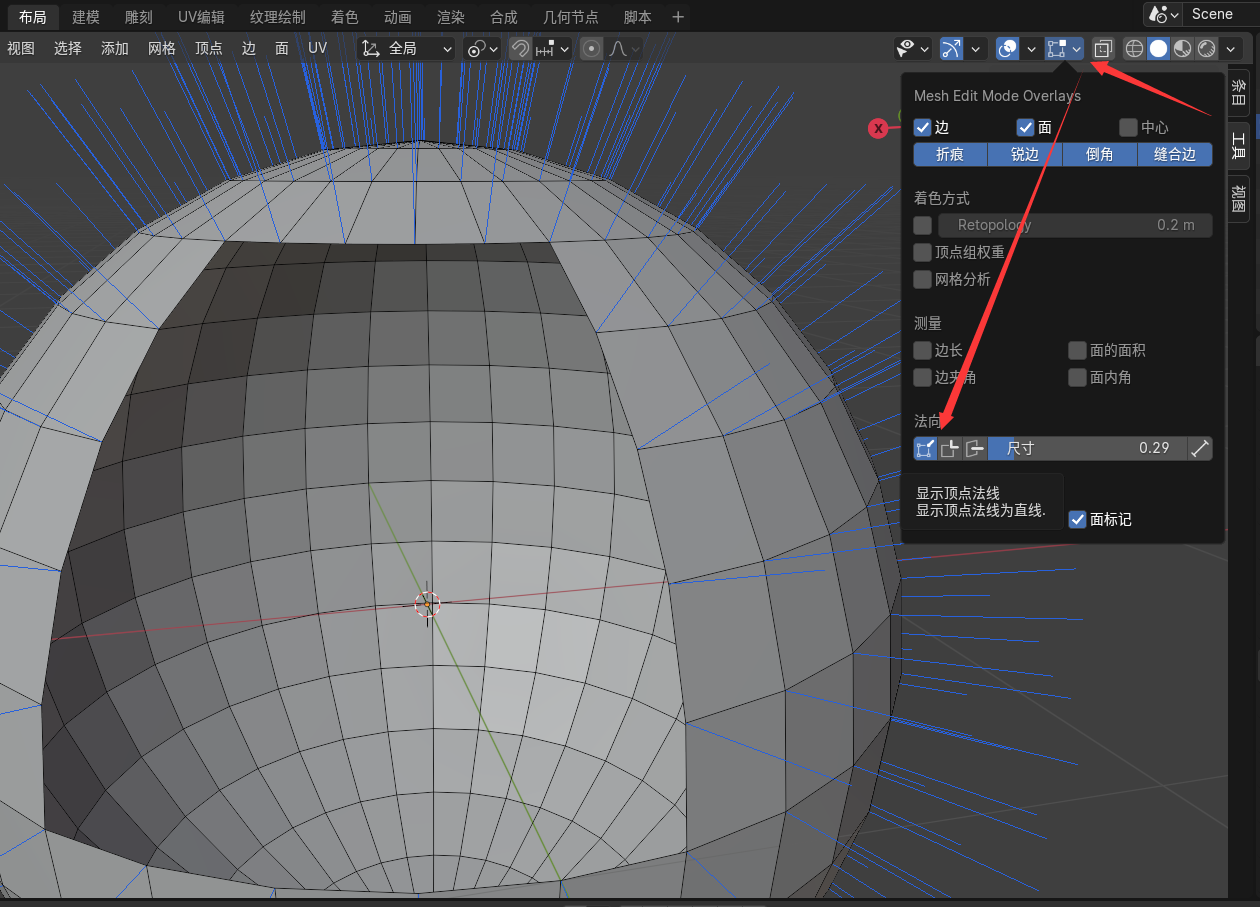 布局 建模 雕刻 UV编辑 纹理绘制 着色 动画 渲染 合成 几何节点 脚本 + Scene
视图 选择 添加 网格 顶点 边 面 UV 全局
Mesh Edit Mode Overlays
边 面 中心
折痕 锐边 倒角 缝合边
着色方式
Retopology 0.2 m
顶点组权重
网格分析
测量
边长 面的面积
边夹角 面内角
法向
尺寸 0.29
显示顶点法线
显示顶点法线为直线.
面标记
X
条目
工具
视图